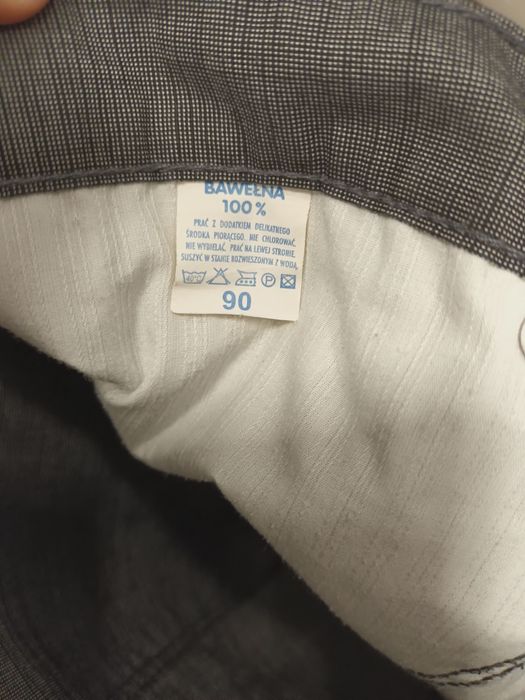 BAWEŁNA
100%
PRAĆ Z DODATKIEM DELIKATNEGO
ŚRODKA PIORĄCEGO. NIE CHLOROWAĆ.
NIE WYBIELAĆ. PRAĆ NA LEWEJ STRONIE.
SUSZYĆ W STANIE ROZWIESZONYM Z WODĄ.
40°C P
90